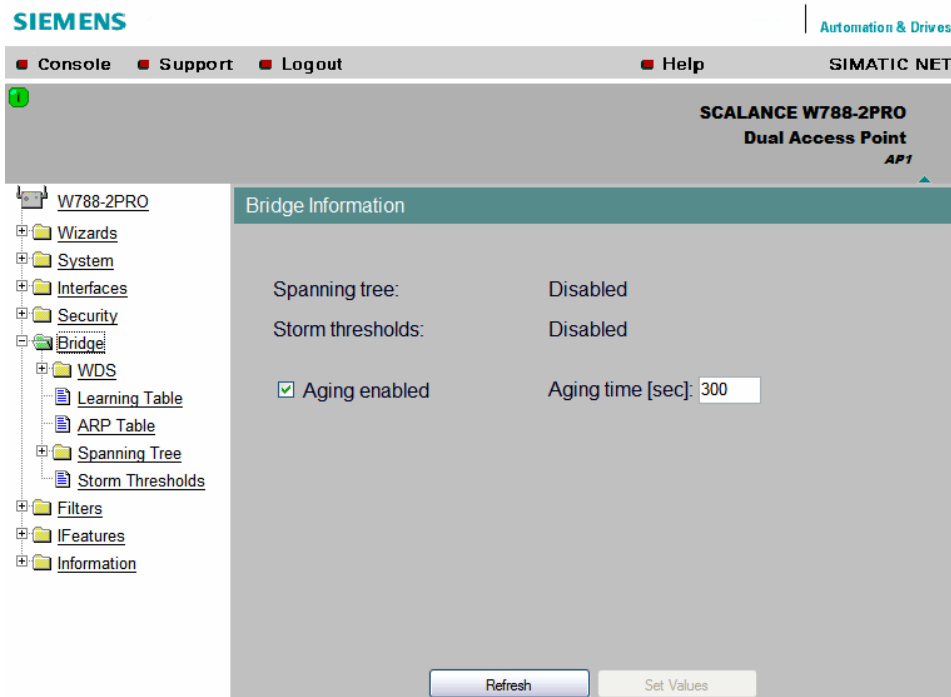 SIEMENS
Automation & Drives
Console Support Logout Help SIMATIC NET
i
SCALANCE W788-2PRO
Dual Access Point
AP1
W788-2PRO
Wizards
System
Interfaces
Security
Bridge
WDS
Learning Table
ARP Table
Spanning Tree
Storm Thresholds
Filters
IFeatures
Information
Bridge Information
Spanning tree: Disabled
Storm thresholds: Disabled
Aging enabled Aging time [sec]: 300
Refresh Set Values